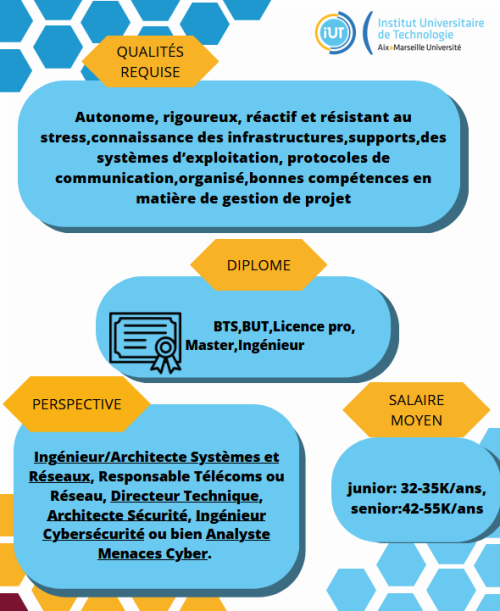 iUT
Institut Universitaire
de Technologie
Aix*Marseille Université
QUALITÉS
REQUISE
Autonome, rigoureux, réactif et résistant au
stress,connaissance des infrastructures,supports,des
systèmes d'exploitation, protocoles de
communication,organisé,bonnes compétences en
matière de gestion de projet
DIPLOME
BTS,BUT,Licence pro,
Master,Ingénieur
PERSPECTIVE
Ingénieur/Architecte Systèmes et
Réseaux, Responsable Télécoms ou
Réseau, Directeur Technique,
Architecte Sécurité, Ingénieur
Cybersécurité ou bien Analyste
Menaces Cyber.
SALAIRE
MOYEN
junior: 32-35K/ans,
senior:42-55K/ans